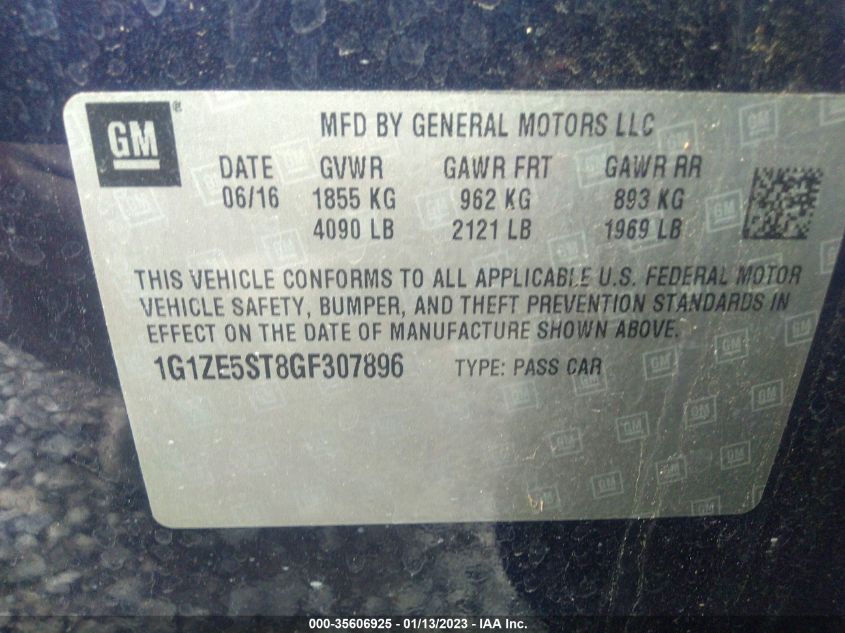 GM
MFD BY GENERAL MOTORS LLC
DATE GVWR GAWR FRT GAWR RR
06/16 1855 KG 962 KG 893 KG
4090 LB 2121 LB 1969 LB
THIS VEHICLE CONFORMS TO ALL APPLICABLE U.S. FEDERAL MOTOR
VEHICLE SAFETY, BUMPER, AND THEFT PREVENTION STANDARDS IN
EFFECT ON THE DATE OF MANUFACTURE SHOWN ABOVE.
1G1ZE5ST8GF307896 TYPE: PASS CAR
000-35606925 - 01/13/2023 - IAA Inc.